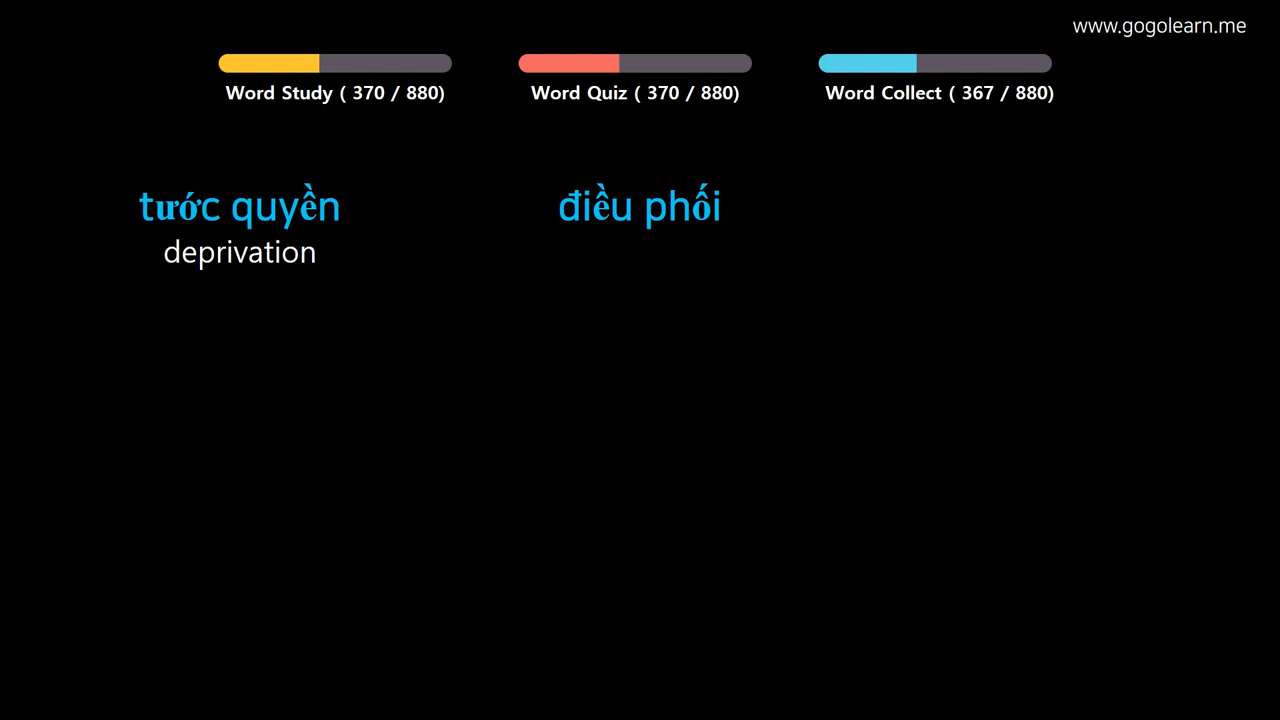 www.gogolearn.me
Word Study ( 370 / 880)
Word Quiz ( 370 / 880)
Word Collect ( 367 / 880)
tước quyền
deprivation
điều phối